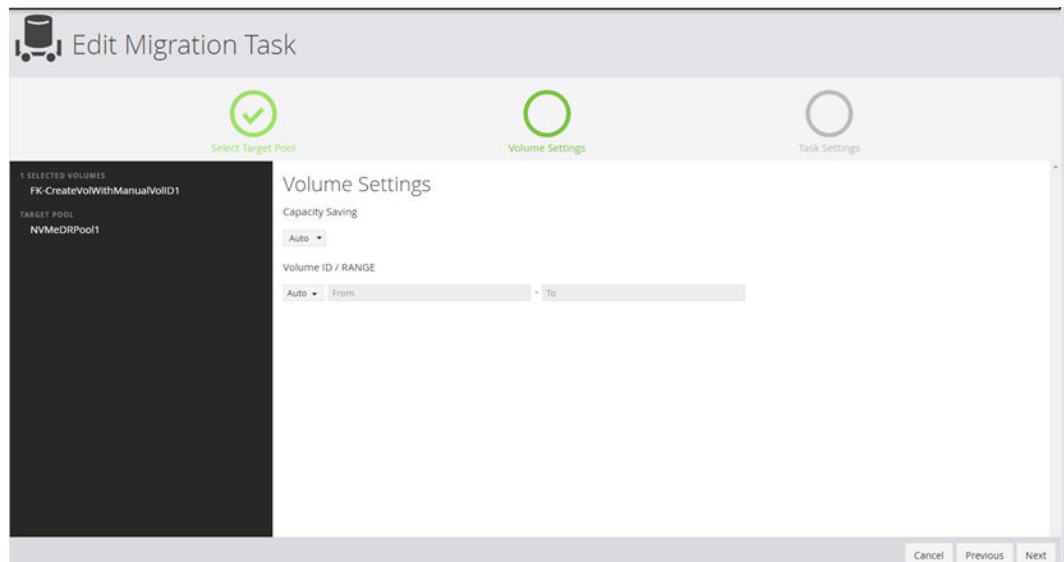 Edit Migration Task
Select Target Pool
Volume Settings
Task Settings
1 SELECTED VOLUMES
FK-CreateVolWithManualVolID1
TARGET POOL
NVMeDRPool1
Volume Settings
Capacity Saving
Auto
Volume ID / RANGE
Auto From - To
Cancel Previous Next